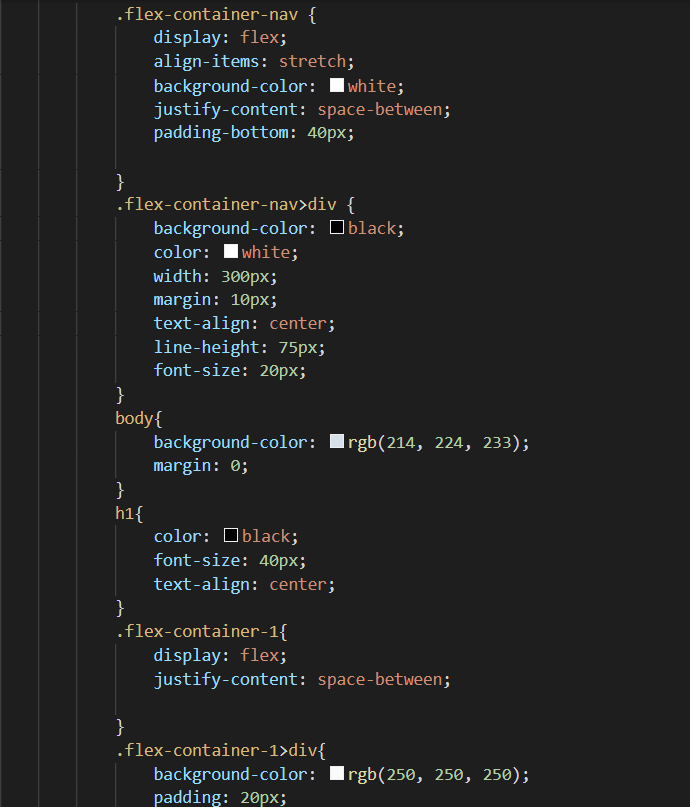 .flex-container-nav {
display: flex;
align-items: stretch;
background-color: white;
justify-content: space-between;
padding-bottom: 40px;
}
.flex-container-nav>div {
background-color: black;
color: white;
width: 300px;
margin: 10px;
text-align: center;
line-height: 75px;
font-size: 20px;
}
body{
background-color: rgb(214, 224, 233);
margin: 0;
}
h1{
color: black;
font-size: 40px;
text-align: center;
}
.flex-container-1{
display: flex;
justify-content: space-between;
}
.flex-container-1>div{
background-color: rgb(250, 250, 250);
padding: 20px;